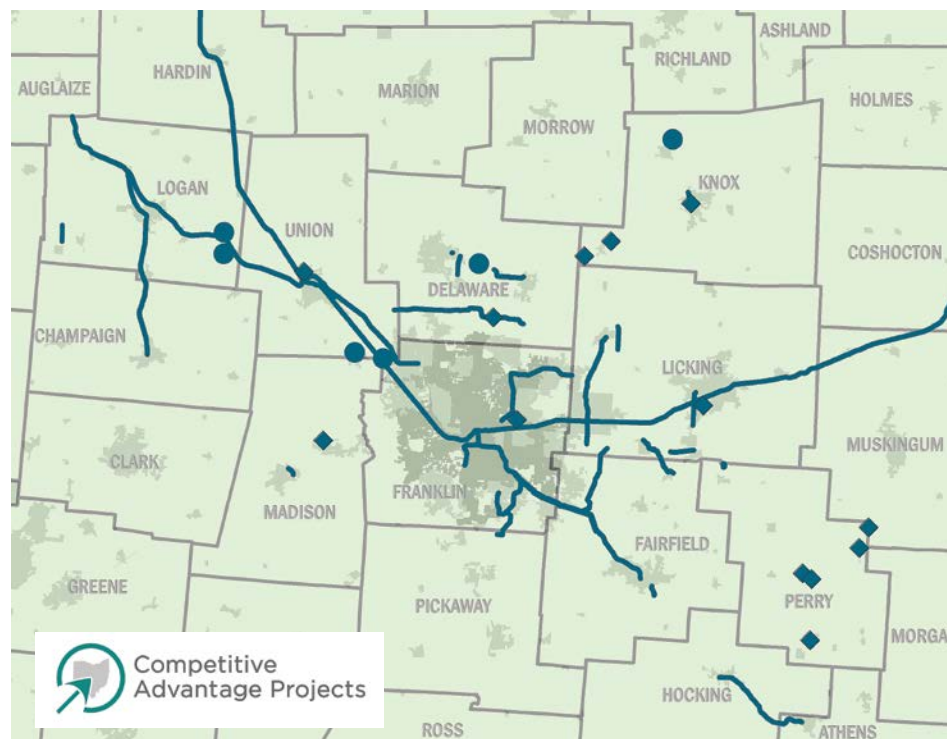 ASHLAND
RICHLAND
HARDIN
AUGLAIZE
MARION
HOLMES
MORROW
LOGAN
KNOX
UNION
COSHOCTON
DELAWARE
CHAMPAIGN
LICKING
MUSKINGUM
CLARK
FRANKLIN
MADISON
FAIRFIELD
GREENE
PERRY
PICKAWAY
MORGA
Competitive
Advantage Projects
HOCKING
ROSS
ATHENS